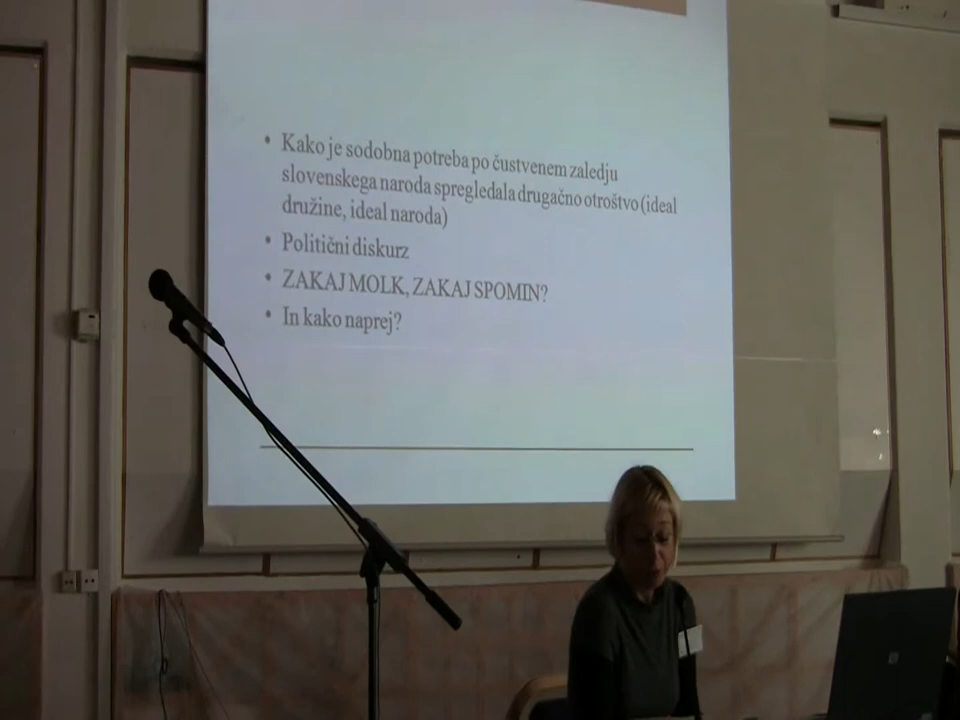 • Kako je sodobna potreba po čustvenem zaledju
slovenskega naroda spregledala drugačno otroštvo (ideal
družine, ideal naroda)
• Politični diskurz
• ZAKAJ MOLK, ZAKAJ SPOMIN?
• In kako naprej?
hp